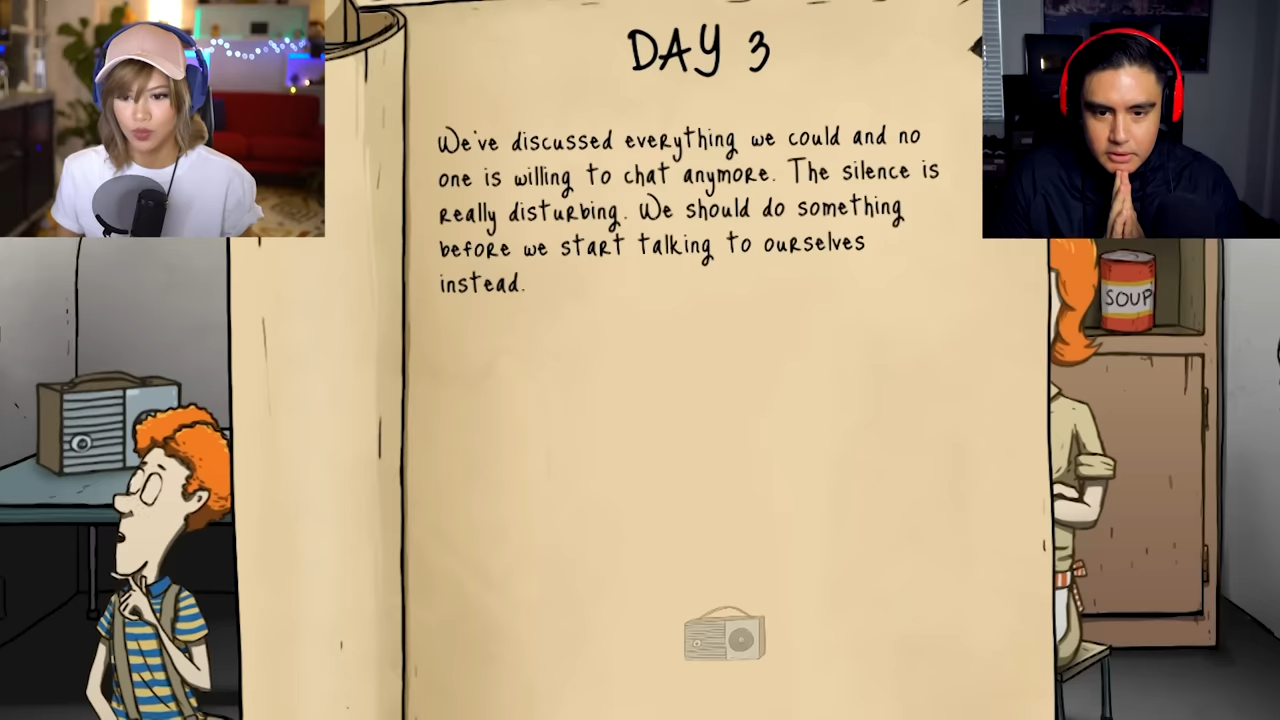 DAY 3
We've discussed everything we could and no
one is willing to chat anymore. The silence is
really disturbing. We should do something
before we start talking to ourselves
instead.
SOUP